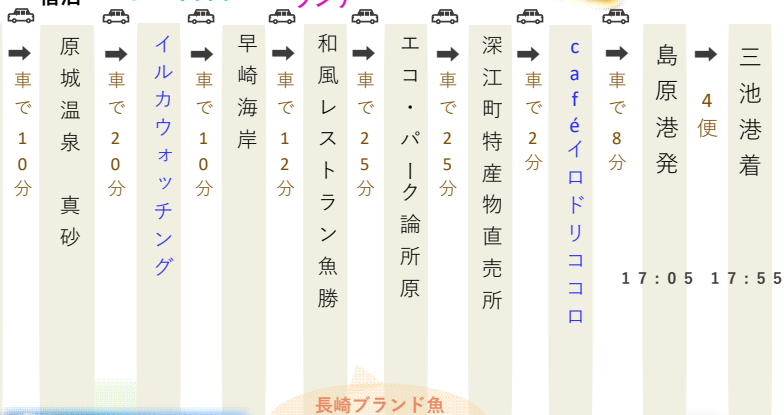 宿泊
ランチ
車で10分
原城温泉 真砂
車で20分
イルカウォッチング
車で10分
早崎海岸
車で12分
和風レストラン魚勝
車で25分
エコ・パーク論所原
車で25分
深江町特産物直売所
車で2分
caféイロドリココロ
車で8分
島原港発
17:05
4便
三池港着
17:55
長崎ブランド魚